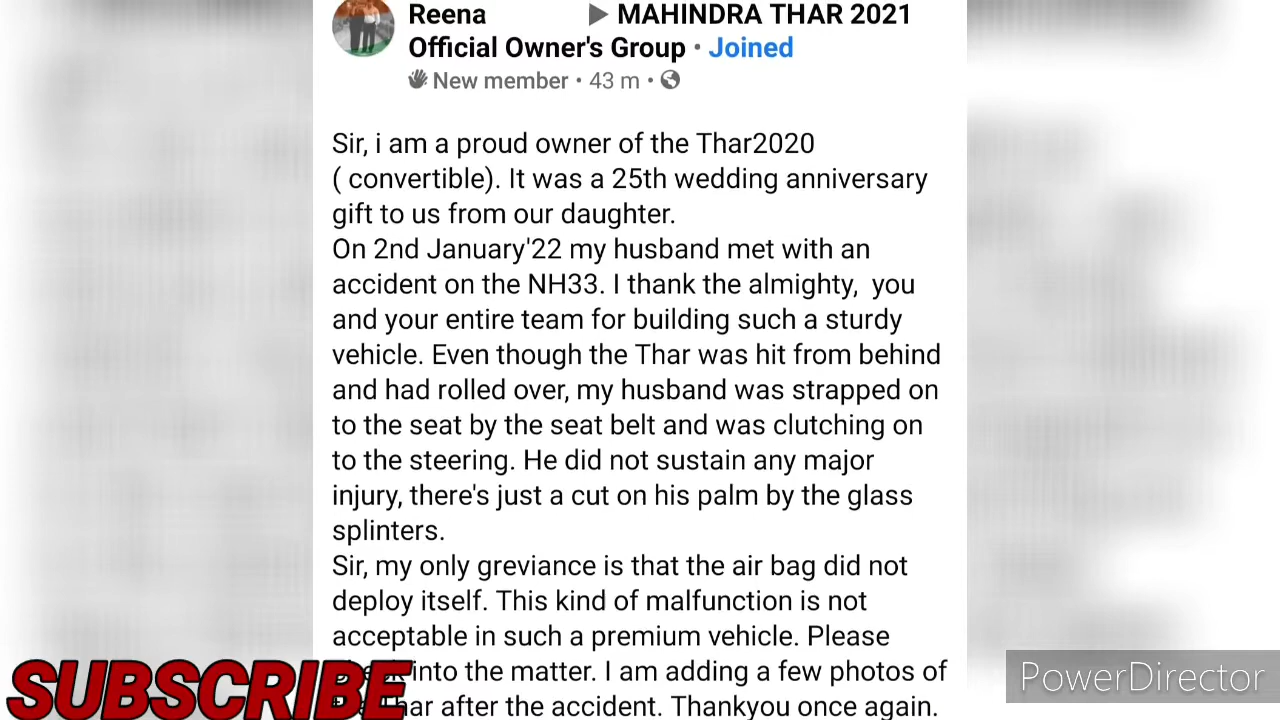 Reena ▶ MAHINDRA THAR 2021
Official Owner's Group • Joined
New member • 43 m •
Sir, i am a proud owner of the Thar2020
( convertible). It was a 25th wedding anniversary
gift to us from our daughter.
On 2nd January'22 my husband met with an
accident on the NH33. I thank the almighty, you
and your entire team for building such a sturdy
vehicle. Even though the Thar was hit from behind
and had rolled over, my husband was strapped on
to the seat by the seat belt and was clutching on
to the steering. He did not sustain any major
injury, there's just a cut on his palm by the glass
splinters.
Sir, my only greviance is that the air bag did not
deploy itself. This kind of malfunction is not
acceptable in such a premium vehicle. Please
into the matter. I am adding a few photos of
after the accident. Thankyou once again.
SUBSCRIBE
PowerDirector